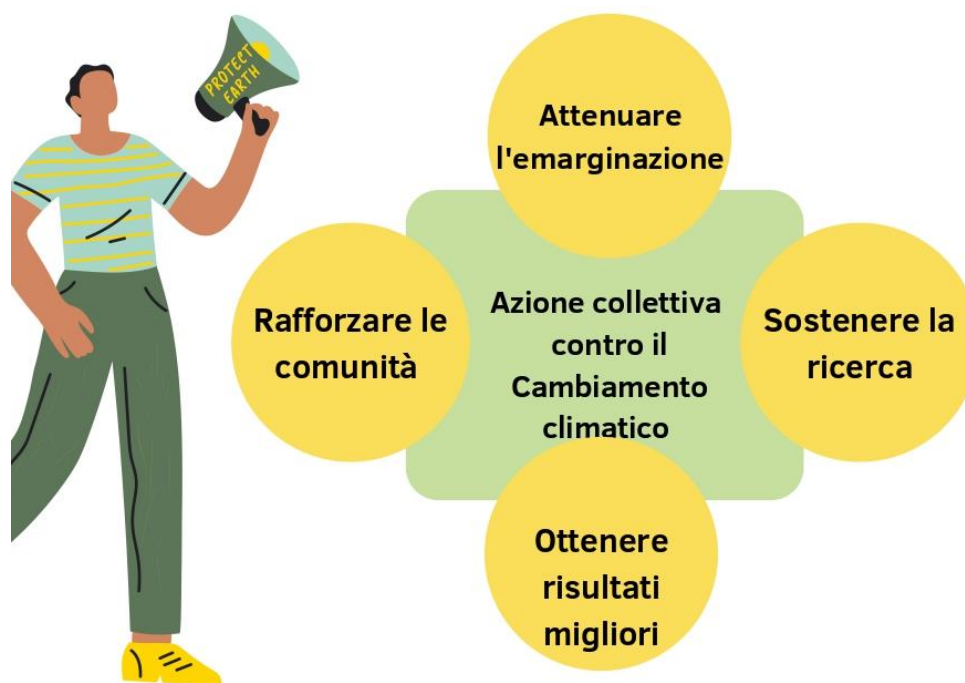 PROTECT
EARTH
Attenuare
l'emarginazione
Rafforzare le
comunità
Azione collettiva
contro il
Cambiamento
climatico
Sostenere la
ricerca
Ottenere
risultati
migliori